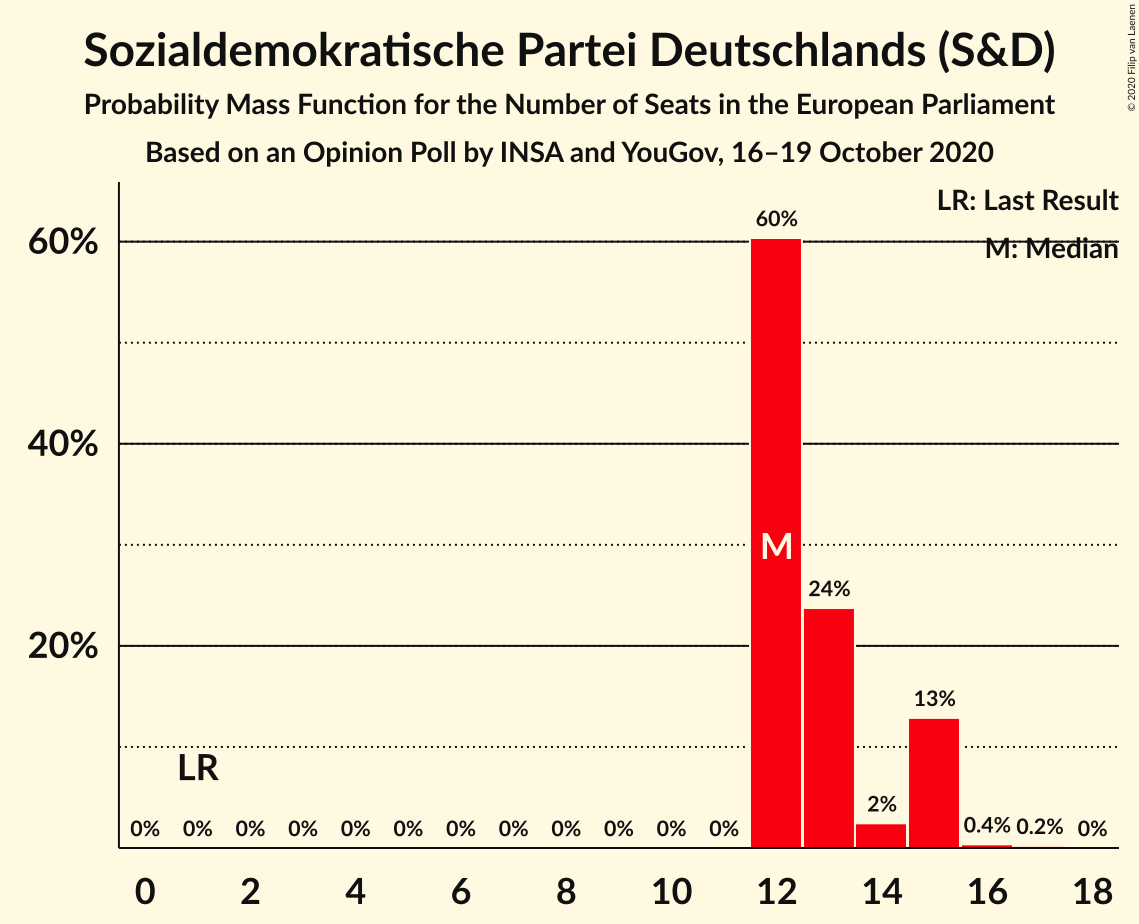 Sozialdemokratische Partei Deutschlands (S&D)
Probability Mass Function for the Number of Seats in the European Parliament
Based on an Opinion Poll by INSA and YouGov, 16–19 October 2020
© 2020 Filip van Laenen
LR: Last Result
M: Median
60%
40%
20%
60%
M
24%
13%
LR
2%
0% 0% 0% 0% 0% 0% 0% 0% 0% 0% 0% 0% 0.4% 0.2% 0%
0 2 4 6 8 10 12 14 16 18